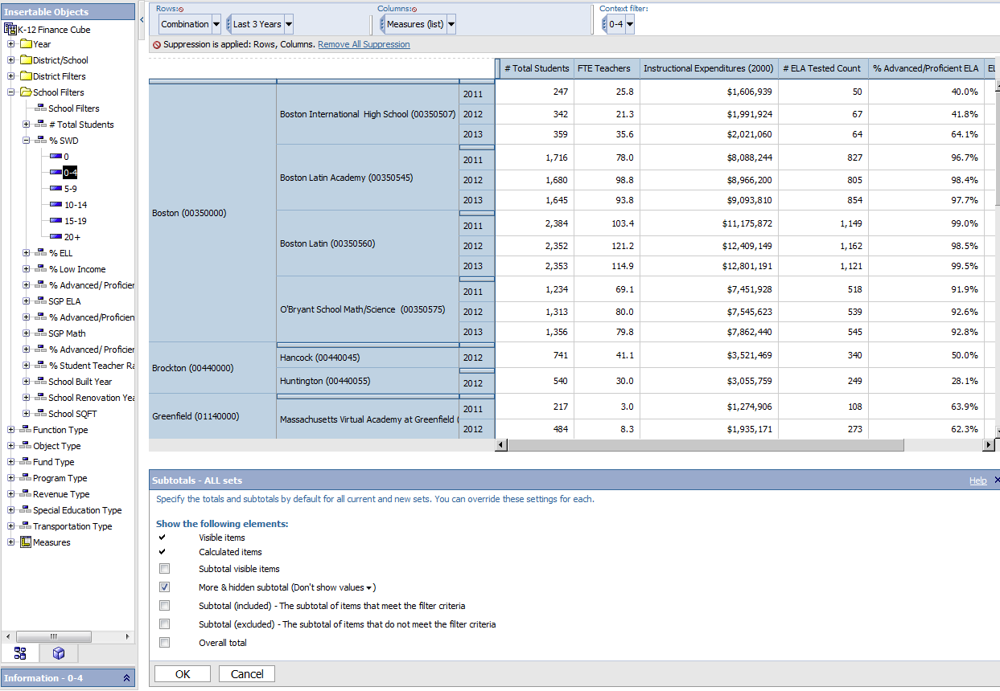 Insertable Objects
K-12 Finance Cube
Year
District/School
District Filters
School Filters
School Filters
# Total Students
% SWD
0
0-4
5-9
10-14
15-19
20+
% ELL
% Low Income
% Advanced/ Proficien
SGP ELA
% Advanced/Proficien
SGP Math
% Advanced/ Proficien
% Student Teacher Ra
School Built Year
School Renovation Yea
School SQFT
Function Type
Object Type
Fund Type
Program Type
Revenue Type
Special Education Type
Transportation Type
Measures
Information - 0-4
Rows: Columns: Context filter:
Combination Last 3 Years Measures (list) 0-4
Suppression is applied: Rows, Columns. Remove All Suppression
# Total Students FTE Teachers Instructional Expenditures (2000) # ELA Tested Count % Advanced/Proficient ELA EL
Boston (00350000)
Boston International High School (00350507)
2011 247 25.8 $1,606,939 50 40.0%
2012 342 21.3 $1,991,924 67 41.8%
2013 359 35.6 $2,021,060 64 64.1%
Boston Latin Academy (00350545)
2011 1,716 78.0 $8,088,244 827 96.7%
2012 1,680 98.8 $8,966,200 805 98.4%
2013 1,645 93.8 $9,093,810 854 97.7%
Boston Latin (00350560)
2011 2,384 103.4 $11,175,872 1,149 99.0%
2012 2,352 121.2 $12,409,149 1,162 98.5%
2013 2,353 114.9 $12,801,191 1,121 99.5%
O'Bryant School Math/Science (00350575)
2011 1,234 69.1 $7,451,928 518 91.9%
2012 1,313 80.0 $7,545,623 539 92.6%
2013 1,356 79.8 $7,862,440 545 92.8%
Brockton (00440000)
Hancock (00440045) 2012 741 41.1 $3,521,469 340 50.0%
Huntington (00440055) 2012 540 30.0 $3,055,759 249 28.1%
Greenfield (01140000)
Massachusetts Virtual Academy at Greenfield (
2011 217 3.0 $1,274,906 108 63.9%
2012 484 8.3 $1,935,171 273 62.3%
Subtotals - ALL sets Help
Specify the totals and subtotals by default for all current and new sets. You can override these settings for each.
Show the following elements:
Visible items
Calculated items
Subtotal visible items
More & hidden subtotal (Don't show values )
Subtotal (included) - The subtotal of items that meet the filter criteria
Subtotal (excluded) - The subtotal of items that do not meet the filter criteria
Overall total
OK Cancel